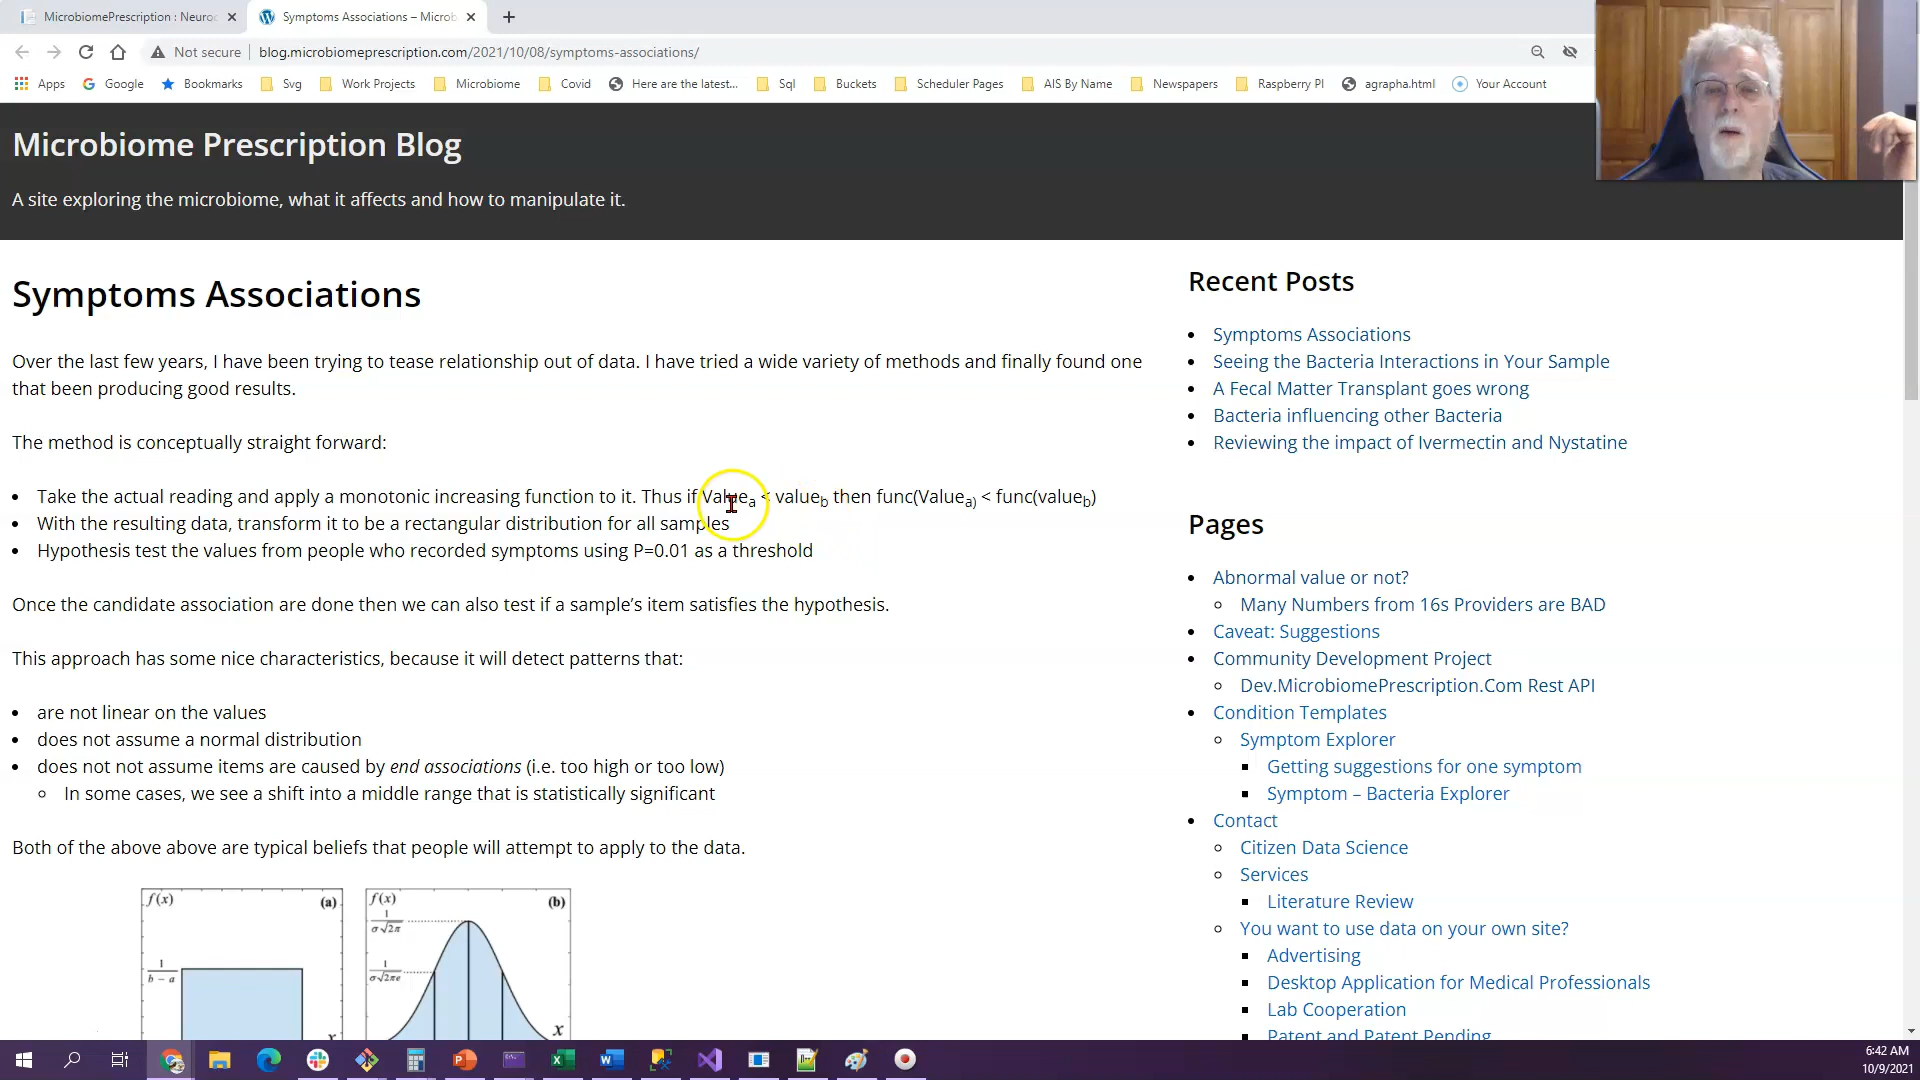 MicrobiomePrescription : Neuroc
Symptoms Associations – Microb
Not secure
blog.microbiomeprescription.com/2021/10/08/symptoms-associations/
Apps
Google
Bookmarks
Svg
Work Projects
Microbiome
Covid
Here are the latest...
Sql
Buckets
Scheduler Pages
AIS By Name
Newspapers
Raspberry PI
agrapha.html
Your Account
Microbiome Prescription Blog
A site exploring the microbiome, what it affects and how to manipulate it.
Symptoms Associations
Over the last few years, I have been trying to tease relationship out of data. I have tried a wide variety of methods and finally found one
that been producing good results.
The method is conceptually straight forward:
• Take the actual reading and apply a monotonic increasing function to it. Thus if Valueₐ < value_b then func(Valueₐ₎ < func(value_b)
• With the resulting data, transform it to be a rectangular distribution for all samples
• Hypothesis test the values from people who recorded symptoms using P=0.01 as a threshold
Once the candidate association are done then we can also test if a sample’s item satisfies the hypothesis.
This approach has some nice characteristics, because it will detect patterns that:
• are not linear on the values
• does not assume a normal distribution
• does not not assume items are caused by end associations (i.e. too high or too low)
◦ In some cases, we see a shift into a middle range that is statistically significant
Both of the above above are typical beliefs that people will attempt to apply to the data.
f(x)
(a)
1
b − a
x
f(x)
(b)
1
σ√2π
1
σ√2πe
x
Recent Posts
• Symptoms Associations
• Seeing the Bacteria Interactions in Your Sample
• A Fecal Matter Transplant goes wrong
• Bacteria influencing other Bacteria
• Reviewing the impact of Ivermectin and Nystatine
Pages
• Abnormal value or not?
◦ Many Numbers from 16s Providers are BAD
• Caveat: Suggestions
• Community Development Project
◦ Dev.MicrobiomePrescription.Com Rest API
• Condition Templates
◦ Symptom Explorer
▪ Getting suggestions for one symptom
▪ Symptom – Bacteria Explorer
• Contact
◦ Citizen Data Science
◦ Services
▪ Literature Review
◦ You want to use data on your own site?
▪ Advertising
▪ Desktop Application for Medical Professionals
▪ Lab Cooperation
▪ Patent and Patent Pending
6:42 AM
10/9/2021